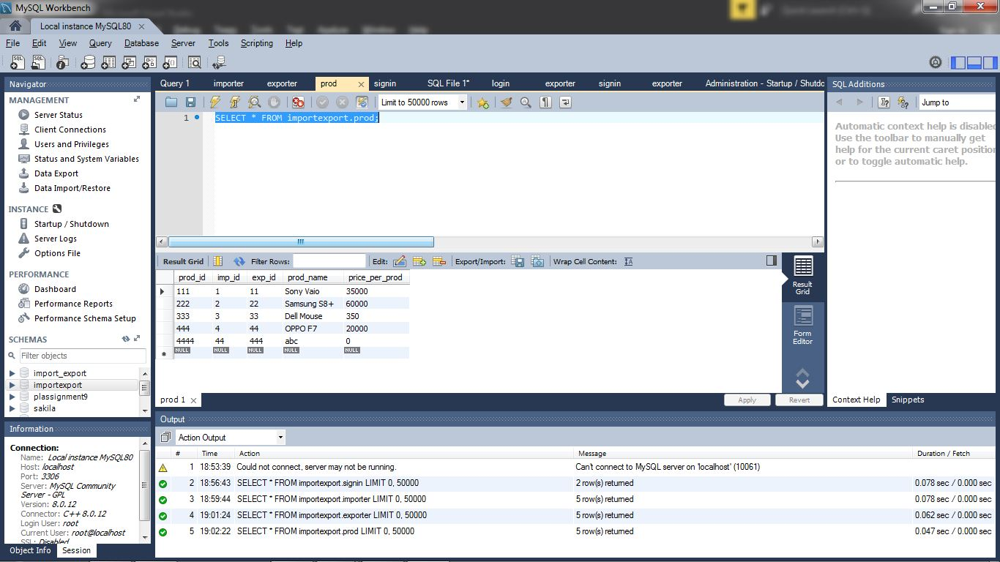 MySQL Workbench
Local instance MySQL80
File Edit View Query Database Server Tools Scripting Help
Navigator
MANAGEMENT
Server Status
Client Connections
Users and Privileges
Status and System Variables
Data Export
Data Import/Restore
INSTANCE
Startup / Shutdown
Server Logs
Options File
PERFORMANCE
Dashboard
Performance Reports
Performance Schema Setup
SCHEMAS
Filter objects
import_export
importexport
plassignment9
sakila
Information
Connection:
Name: Local instance MySQL80
Host: localhost
Port: 3306
Server: MySQL Community
Server - GPL
Version: 8.0.12
Connector: C++ 8.0.12
Login User: root
Current User: root@localhost
SSL: Disabled
Object Info Session
Query 1 importer exporter prod signin SQL File 1* login exporter signin exporter Administration - Startup / Shutdo
Limit to 50000 rows
1 SELECT * FROM importexport.prod;
Result Grid Filter Rows: Edit: Export/Import: Wrap Cell Content:
prod_id imp_id exp_id prod_name price_per_prod
111 1 11 Sony Vaio 35000
222 2 22 Samsung S8+ 60000
333 3 33 Dell Mouse 350
444 4 44 OPPO F7 20000
4444 44 444 abc 0
NULL NULL NULL NULL NULL
Result
Grid
Form
Editor
prod 1 Apply Revert
SQL Additions
Jump to
Automatic context help is disabled
Use the toolbar to manually get
help for the current caret position
or to toggle automatic help.
Context Help Snippets
Output
Action Output
# Time Action Message Duration / Fetch
1 18:53:39 Could not connect, server may not be running. Can't connect to MySQL server on 'localhost' (10061)
2 18:56:43 SELECT * FROM importexport.signin LIMIT 0, 50000 2 row(s) returned 0.078 sec / 0.000 sec
3 18:59:44 SELECT * FROM importexport.importer LIMIT 0, 50000 5 row(s) returned 0.078 sec / 0.000 sec
4 19:01:24 SELECT * FROM importexport.exporter LIMIT 0, 50000 5 row(s) returned 0.062 sec / 0.000 sec
5 19:02:22 SELECT * FROM importexport.prod LIMIT 0, 50000 5 row(s) returned 0.047 sec / 0.000 sec